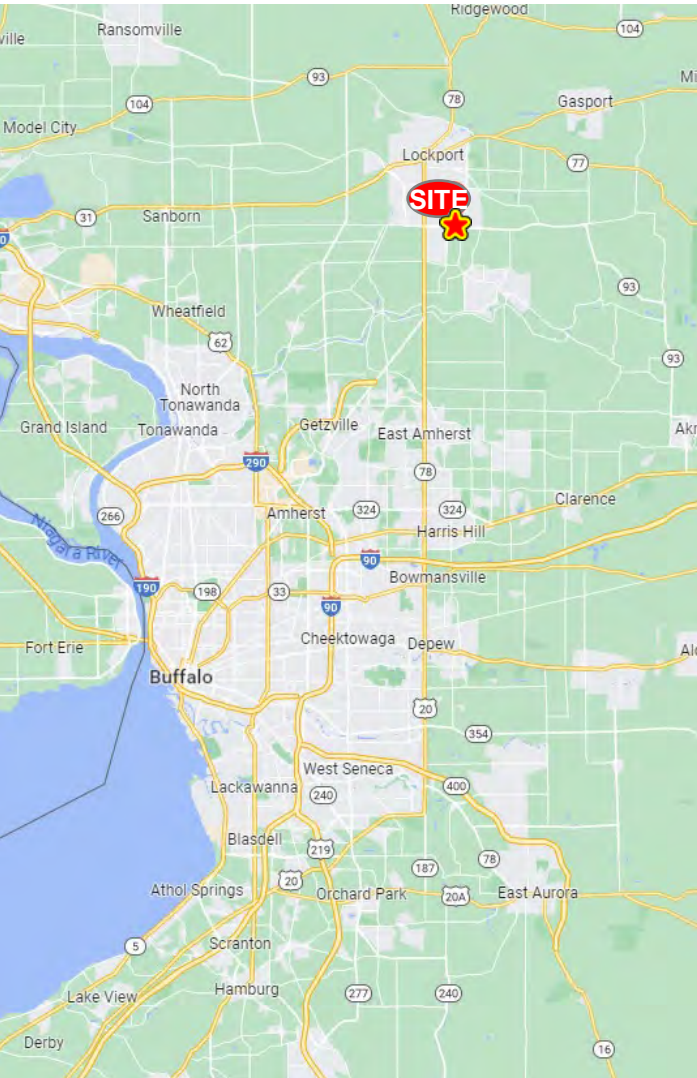 Ridgewood
104
Ransomville
ville
93
Mi
78
Gasport
104
Model City
Lockport
77
SITE
31
Sanborn
0
93
Wheatfield
62
93
North
Tonawanda
Getzville
Grand Island
Tonawanda
East Amherst
Akr
290
78
Clarence
266
Amherst
324
324
Niagara River
Harris Hill
90
Bowmansville
190
198
33
90
Cheektowaga
Depew
Fort Erie
Buffalo
Al
20
354
West Seneca
400
Lackawanna
240
Blasdell
219
78
187
20
Athol Springs
Orchard Park
20A
East Aurora
5
Scranton
Lake View
Hamburg
277
240
Derby
16